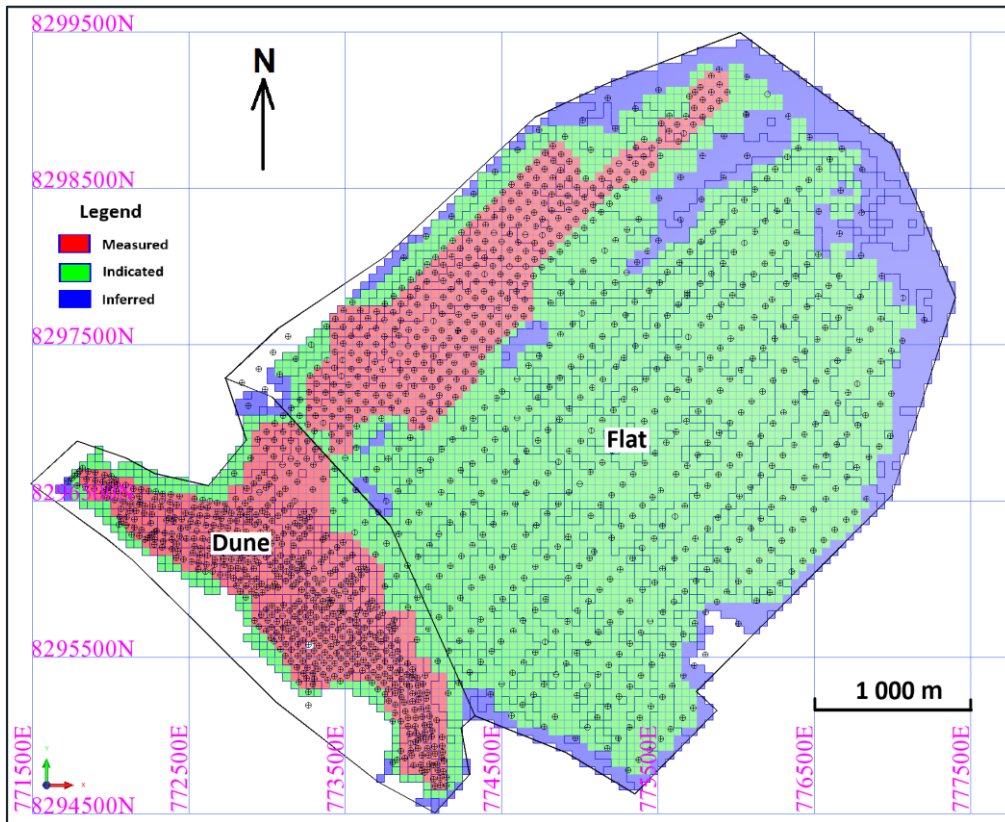 8299500N
N
8298500N
Legend
Measured
Indicated
Inferred
8297500N
Flat
Dune
8295500N
1 000 m
8294500N
771500E
772500E
773500E
774500E
775500E
776500E
777500E
Y
X